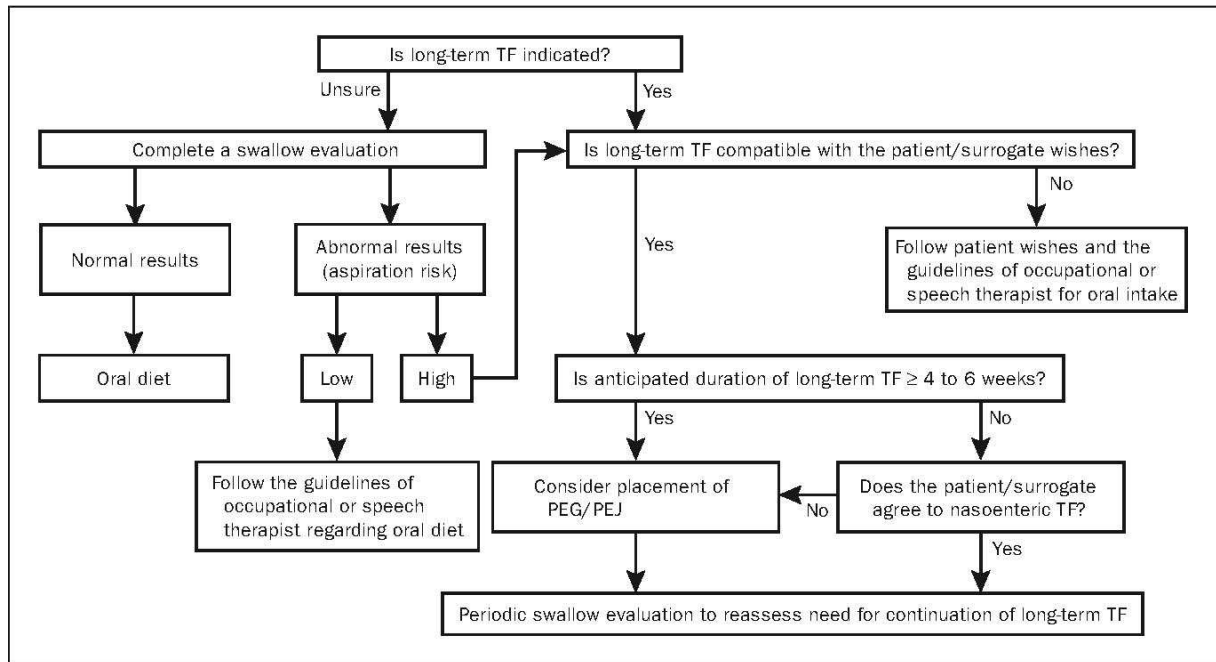 Is long-term TF indicated?
Unsure
Yes
Complete a swallow evaluation
Is long-term TF compatible with the patient/surrogate wishes?
No
Normal results
Abnormal results
(aspiration risk)
Yes
Follow patient wishes and the
guidelines of occupational or
speech therapist for oral intake
Oral diet
Low
High
Is anticipated duration of long-term TF ≥ 4 to 6 weeks?
Yes
No
Follow the guidelines of
occupational or speech
therapist regarding oral diet
Consider placement of
PEG/PEJ
No
Does the patient/surrogate
agree to nasoenteric TF?
Yes
Periodic swallow evaluation to reassess need for continuation of long-term TF